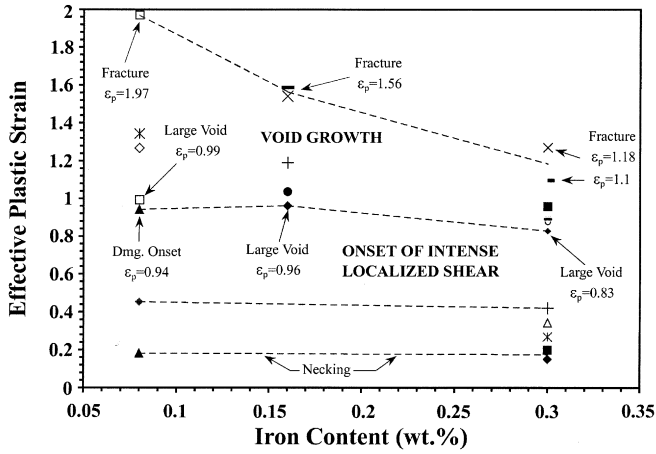 2
1.8
1.6
1.4
1.2
1
0.8
0.6
0.4
0.2
0
Effective Plastic Strain
Fracture
εp=1.97
Fracture
εp=1.56
Large Void
εp=0.99
VOID GROWTH
Fracture
εp=1.18
εp=1.1
Dmg. Onset
εp=0.94
Large Void
εp=0.96
ONSET OF INTENSE
LOCALIZED SHEAR
Large Void
εp=0.83
Necking
0.05 0.1 0.15 0.2 0.25 0.3 0.35
Iron Content (wt.%)